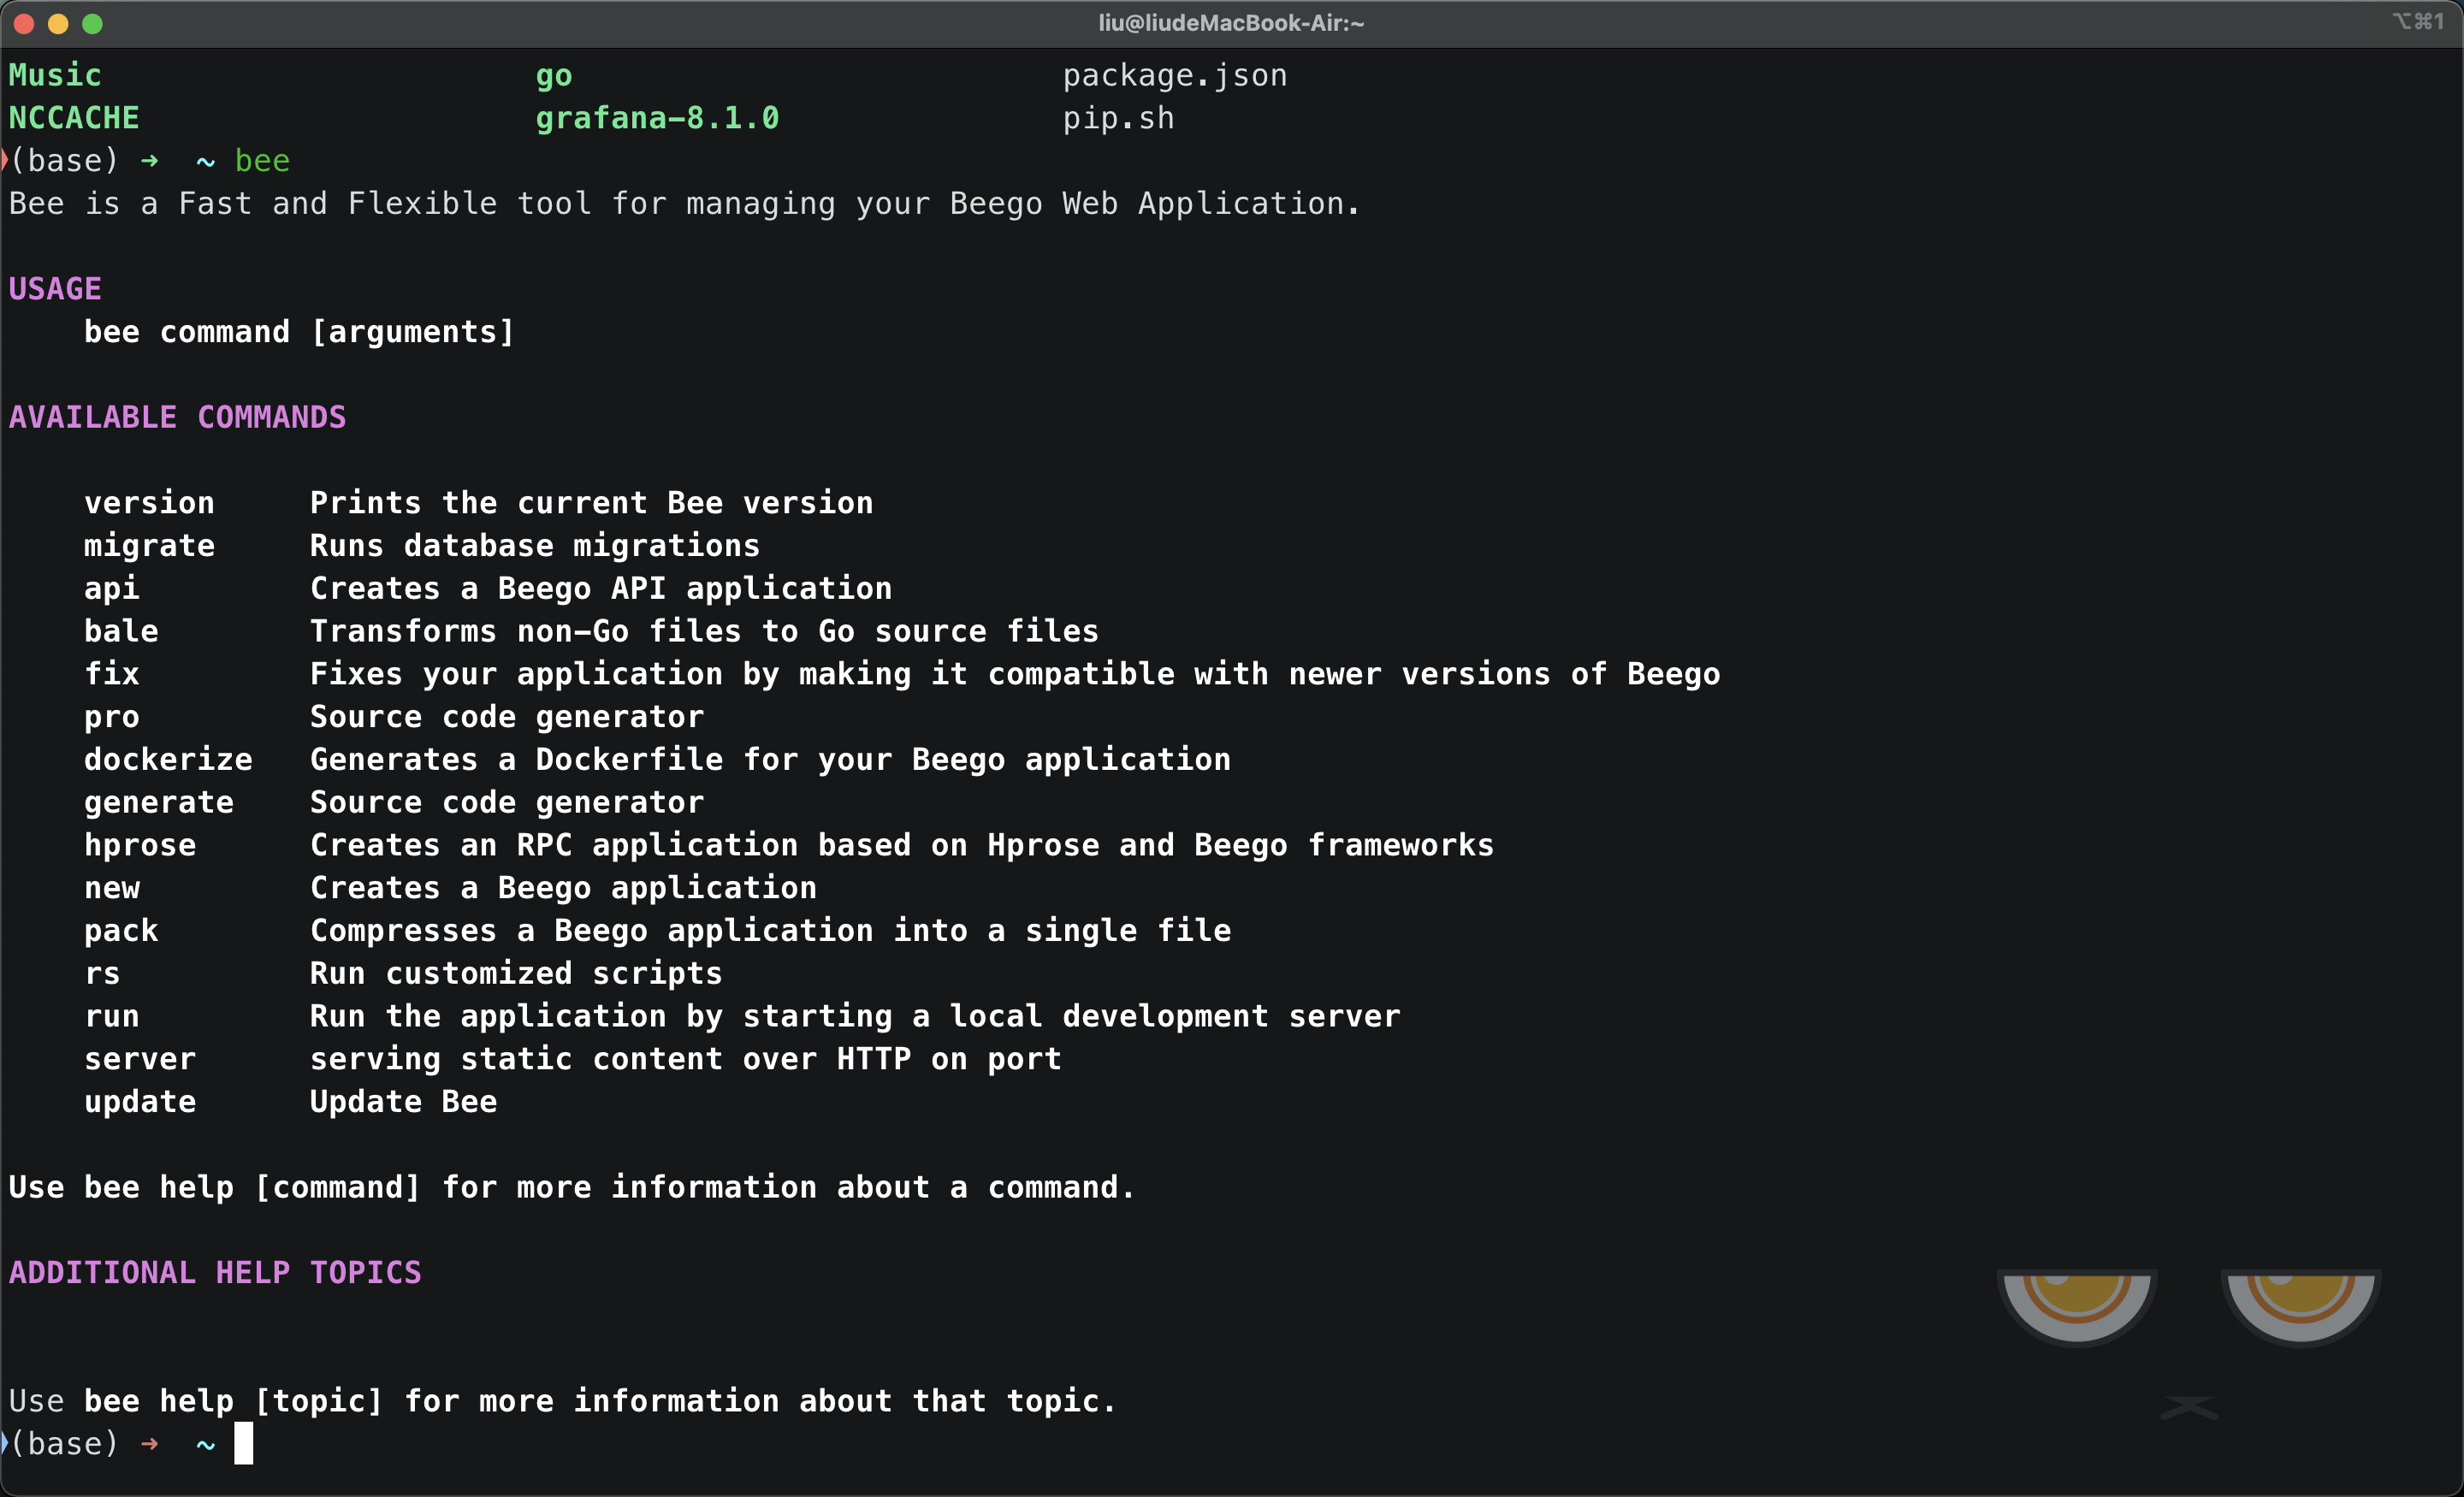 liu@liudeMacBook-Air:~ ⌥⌘1
Music go package.json
NCCACHE grafana-8.1.0 pip.sh
(base) ➜ ~ bee
Bee is a Fast and Flexible tool for managing your Beego Web Application.
USAGE
bee command [arguments]
AVAILABLE COMMANDS
version Prints the current Bee version
migrate Runs database migrations
api Creates a Beego API application
bale Transforms non-Go files to Go source files
fix Fixes your application by making it compatible with newer versions of Beego
pro Source code generator
dockerize Generates a Dockerfile for your Beego application
generate Source code generator
hprose Creates an RPC application based on Hprose and Beego frameworks
new Creates a Beego application
pack Compresses a Beego application into a single file
rs Run customized scripts
run Run the application by starting a local development server
server serving static content over HTTP on port
update Update Bee
Use bee help [command] for more information about a command.
ADDITIONAL HELP TOPICS
Use bee help [topic] for more information about that topic.
(base) ➜ ~